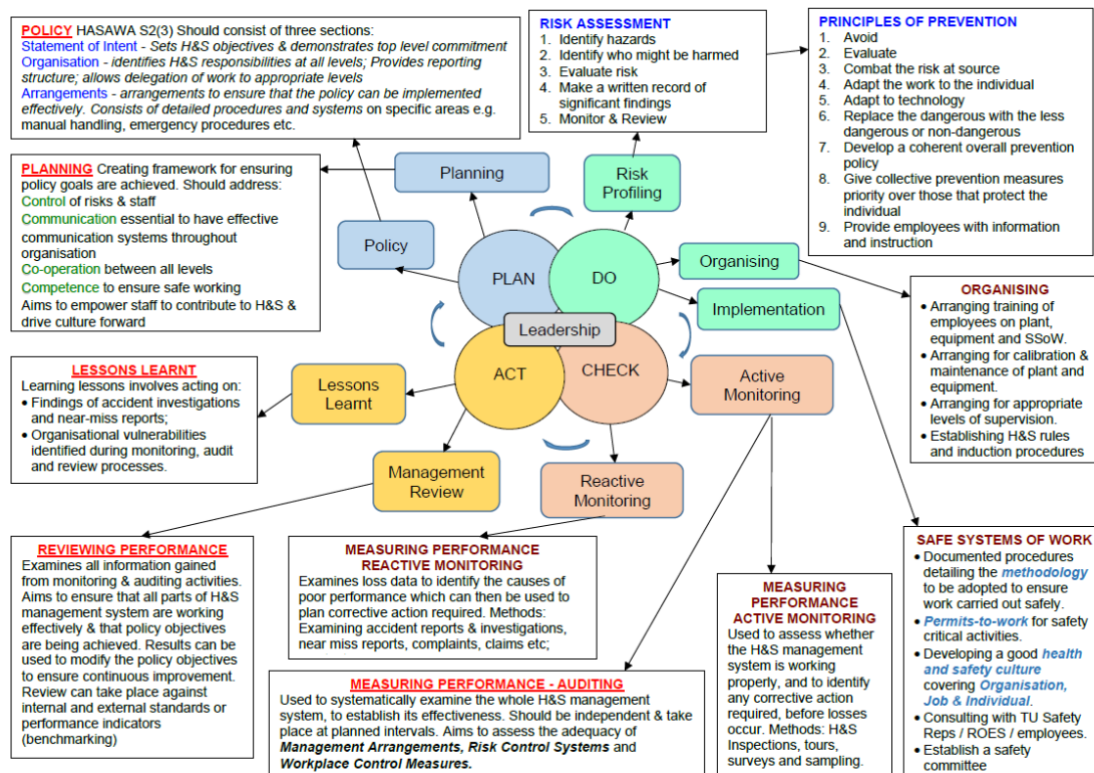 POLICY HASAWA S2(3) Should consist of three sections:
Statement of Intent - Sets H&S objectives & demonstrates top level commitment
Organisation - identifies H&S responsibilities at all levels; Provides reporting
structure; allows delegation of work to appropriate levels
Arrangements - arrangements to ensure that the policy can be implemented
effectively. Consists of detailed procedures and systems on specific areas e.g.
manual handling, emergency procedures etc.
RISK ASSESSMENT
1. Identify hazards
2. Identify who might be harmed
3. Evaluate risk
4. Make a written record of
significant findings
5. Monitor & Review
PRINCIPLES OF PREVENTION
1. Avoid
2. Evaluate
3. Combat the risk at source
4. Adapt the work to the individual
5. Adapt to technology
6. Replace the dangerous with the less
dangerous or non-dangerous
7. Develop a coherent overall prevention
policy
8. Give collective prevention measures
priority over those that protect the
individual
9. Provide employees with information
and instruction
PLANNING Creating framework for ensuring
policy goals are achieved. Should address:
Control of risks & staff
Communication essential to have effective
communication systems throughout
organisation
Co-operation between all levels
Competence to ensure safe working
Aims to empower staff to contribute to H&S &
drive culture forward
Planning
Policy
Risk
Profiling
Organising
Implementation
PLAN
DO
Leadership
ACT
CHECK
Lessons
Learnt
Management
Review
Reactive
Monitoring
Active
Monitoring
ORGANISING
• Arranging training of
employees on plant,
equipment and SSoW.
• Arranging for calibration &
maintenance of plant and
equipment.
• Arranging for appropriate
levels of supervision.
• Establishing H&S rules
and induction procedures
LESSONS LEARNT
Learning lessons involves acting on:
• Findings of accident investigations
and near-miss reports;
• Organisational vulnerabilities
identified during monitoring, audit
and review processes.
REVIEWING PERFORMANCE
Examines all information gained
from monitoring & auditing activities.
Aims to ensure that all parts of H&S
management system are working
effectively & that policy objectives
are being achieved. Results can be
used to modify the policy objectives
to ensure continuous improvement.
Review can take place against
internal and external standards or
performance indicators
(benchmarking)
MEASURING PERFORMANCE
REACTIVE MONITORING
Examines loss data to identify the causes of
poor performance which can then be used to
plan corrective action required. Methods:
Examining accident reports & investigations,
near miss reports, complaints, claims etc;
MEASURING PERFORMANCE - AUDITING
Used to systematically examine the whole H&S management
system, to establish its effectiveness. Should be independent & take
place at planned intervals. Aims to assess the adequacy of
Management Arrangements, Risk Control Systems and
Workplace Control Measures.
MEASURING
PERFORMANCE
ACTIVE MONITORING
Used to assess whether
the H&S management
system is working
properly, and to identify
any corrective action
required, before losses
occur. Methods: H&S
Inspections, tours,
surveys and sampling.
SAFE SYSTEMS OF WORK
• Documented procedures
detailing the methodology
to be adopted to ensure
work carried out safely.
• Permits-to-work for safety
critical activities.
• Developing a good health
and safety culture
covering Organisation,
Job & Individual.
• Consulting with TU Safety
Reps / ROES / employees.
• Establish a safety
committee